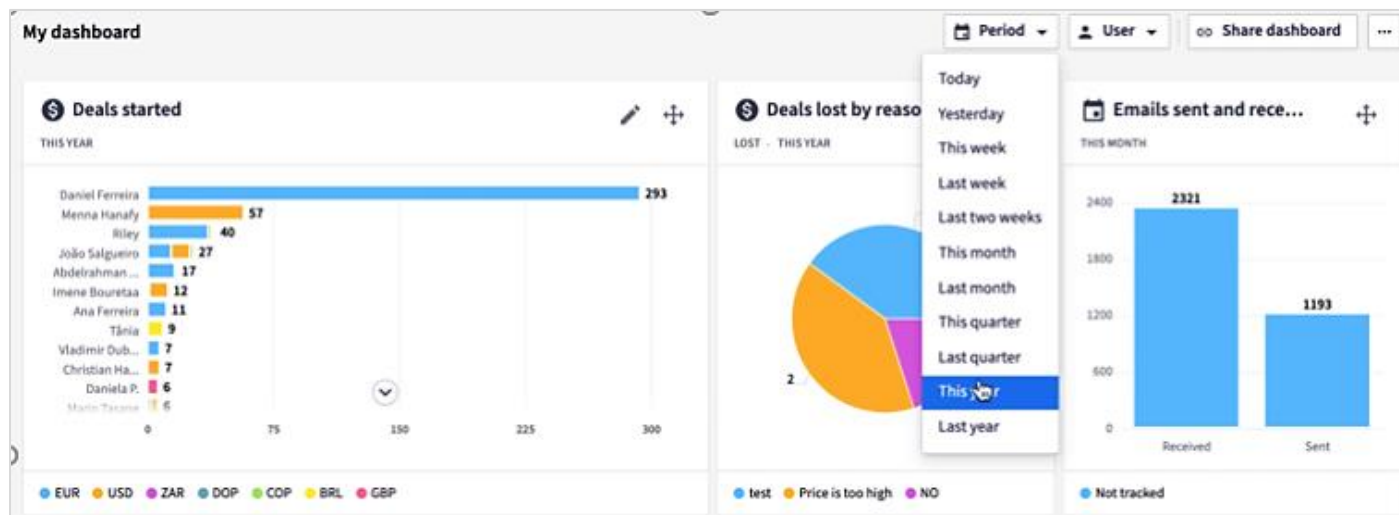 My dashboard
Period
User
Share dashboard
Deals started
THIS YEAR
Daniel Ferreira 293
Menna Hanafy 57
Riley 40
João Salgueiro 27
Abdelrahman ... 17
Imene Bouretaa 12
Ana Ferreira 11
Tânia 9
Vladimir Dub... 7
Christian Ha... 7
Daniela P. 6
6
0 75 150 225 300
EUR USD ZAR DOP COP BRL GBP
Deals lost by reaso
LOST · THIS YEAR
2
test Price is too high NO
Today
Yesterday
This week
Last week
Last two weeks
This month
Last month
This quarter
Last quarter
This year
Last year
Emails sent and rece...
THIS MONTH
2400
1800
1200
600
0
2321
1193
Received Sent
Not tracked